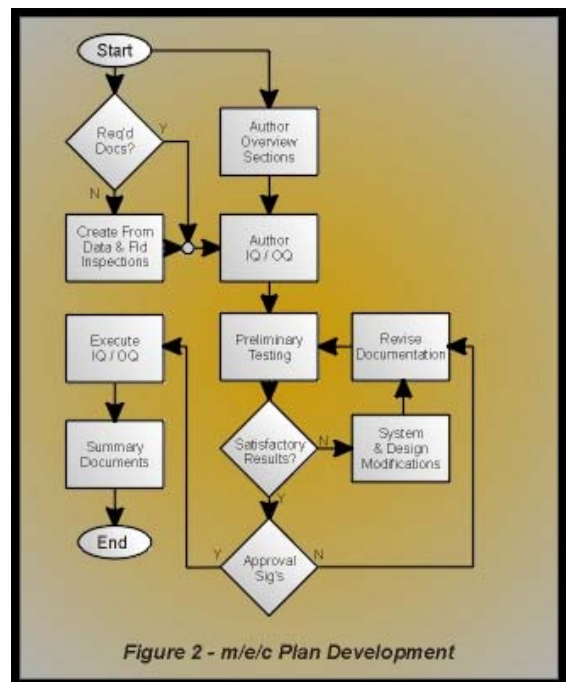 Start
Req'd
Docs?
Y
N
Author
Overview
Sections
Create From
Data & Fld
Inspections
Author
IQ / OQ
Execute
IQ / OQ
Preliminary
Testing
Revise
Documentation
Summary
Documents
Satisfactory
Results?
N
System
& Design
Modifications
Y
End
Y
Approval
Sig's
N
Figure 2 - m/e/c Plan Development